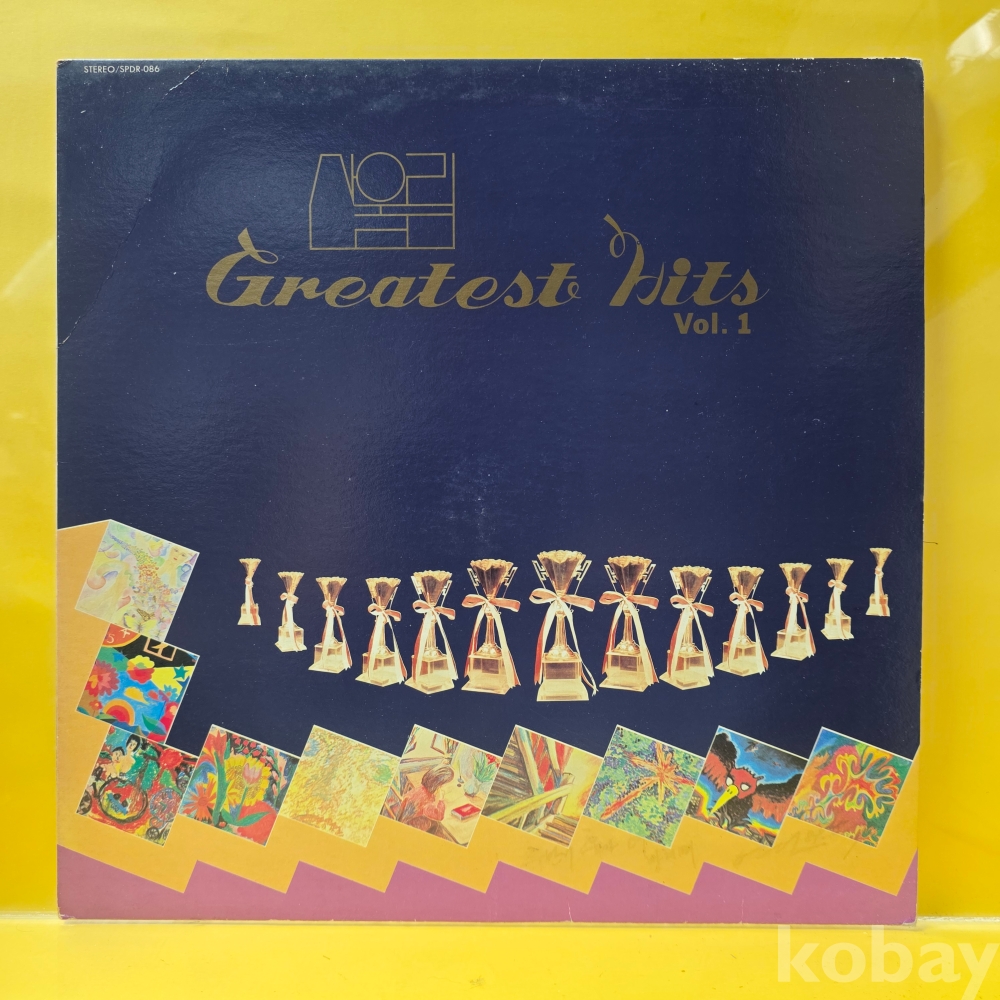 STEREO/SPDR-086
산울림
Greatest Hits
Vol. 1
kobay